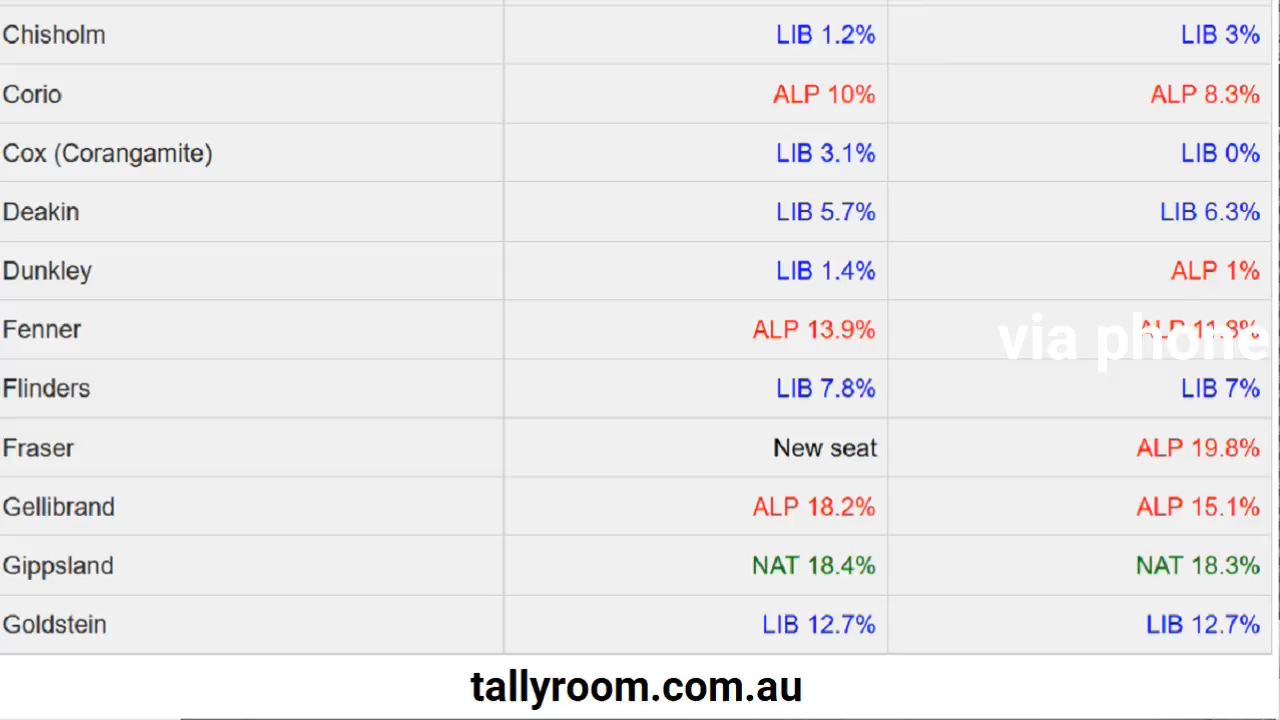 Chisholm LIB 1.2% LIB 3%
Corio ALP 10% ALP 8.3%
Cox (Corangamite) LIB 3.1% LIB 0%
Deakin LIB 5.7% LIB 6.3%
Dunkley LIB 1.4% ALP 1%
Fenner ALP 13.9% ALP
via phone
Flinders LIB 7.8% LIB 7%
Fraser New seat ALP 19.8%
Gellibrand ALP 18.2% ALP 15.1%
Gippsland NAT 18.4% NAT 18.3%
Goldstein LIB 12.7% LIB 12.7%
tallyroom.com.au